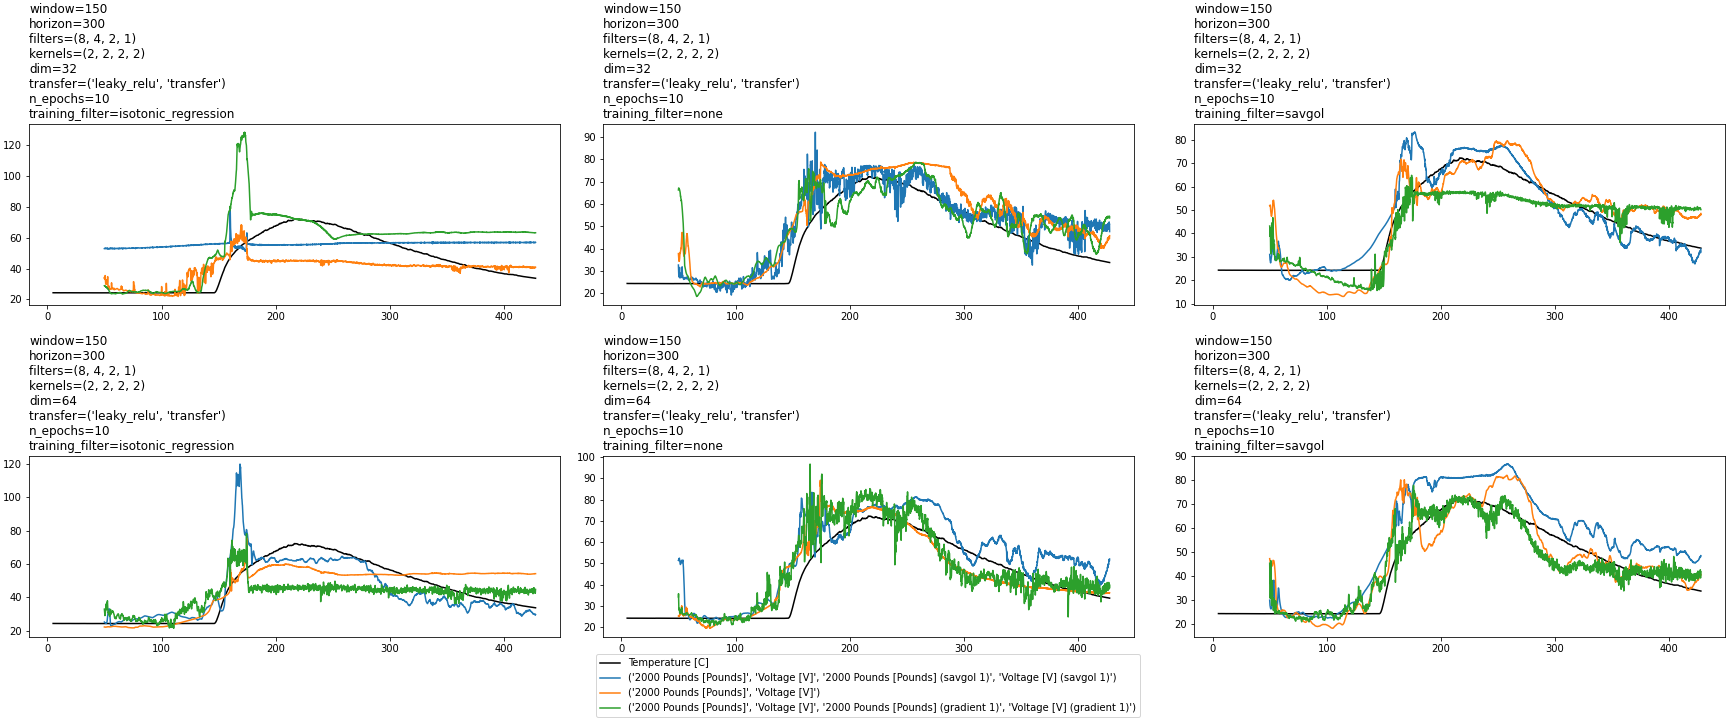 window=150
horizon=300
filters=(8, 4, 2, 1)
kernels=(2, 2, 2, 2)
dim=32
transfer=('leaky_relu', 'transfer')
n_epochs=10
training_filter=isotonic_regression
120
100
80
60
40
20
0
100
200
300
400
window=150
horizon=300
filters=(8, 4, 2, 1)
kernels=(2, 2, 2, 2)
dim=32
transfer=('leaky_relu', 'transfer')
n_epochs=10
training_filter=none
90
80
70
60
50
40
30
20
0
100
200
300
400
window=150
horizon=300
filters=(8, 4, 2, 1)
kernels=(2, 2, 2, 2)
dim=32
transfer=('leaky_relu', 'transfer')
n_epochs=10
training_filter=savgol
80
70
60
50
40
30
20
10
0
100
200
300
400
window=150
horizon=300
filters=(8, 4, 2, 1)
kernels=(2, 2, 2, 2)
dim=64
transfer=('leaky_relu', 'transfer')
n_epochs=10
training_filter=isotonic_regression
120
100
80
60
40
20
0
100
200
300
400
window=150
horizon=300
filters=(8, 4, 2, 1)
kernels=(2, 2, 2, 2)
dim=64
transfer=('leaky_relu', 'transfer')
n_epochs=10
training_filter=none
100
90
80
70
60
50
40
30
20
0
100
200
300
400
window=150
horizon=300
filters=(8, 4, 2, 1)
kernels=(2, 2, 2, 2)
dim=64
transfer=('leaky_relu', 'transfer')
n_epochs=10
training_filter=savgol
90
80
70
60
50
40
30
20
0
100
200
300
400
Temperature [C]
('2000 Pounds [Pounds]', 'Voltage [V]', '2000 Pounds [Pounds] (savgol 1)', 'Voltage [V] (savgol 1)')
('2000 Pounds [Pounds]', 'Voltage [V]')
('2000 Pounds [Pounds]', 'Voltage [V]', '2000 Pounds [Pounds] (gradient 1)', 'Voltage [V] (gradient 1)')